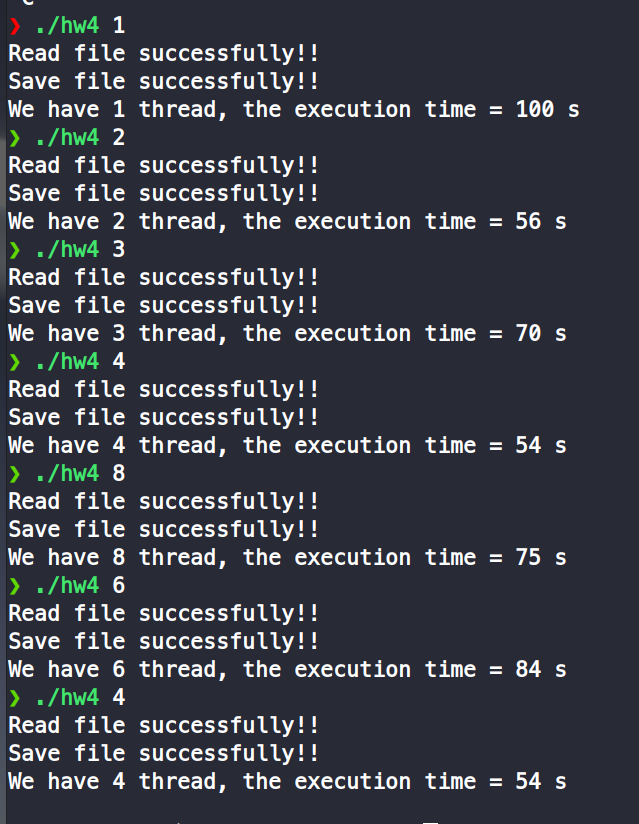 ❯ ./hw4 1
Read file successfully!!
Save file successfully!!
We have 1 thread, the execution time = 100 s
❯ ./hw4 2
Read file successfully!!
Save file successfully!!
We have 2 thread, the execution time = 56 s
❯ ./hw4 3
Read file successfully!!
Save file successfully!!
We have 3 thread, the execution time = 70 s
❯ ./hw4 4
Read file successfully!!
Save file successfully!!
We have 4 thread, the execution time = 54 s
❯ ./hw4 8
Read file successfully!!
Save file successfully!!
We have 8 thread, the execution time = 75 s
❯ ./hw4 6
Read file successfully!!
Save file successfully!!
We have 6 thread, the execution time = 84 s
❯ ./hw4 4
Read file successfully!!
Save file successfully!!
We have 4 thread, the execution time = 54 s